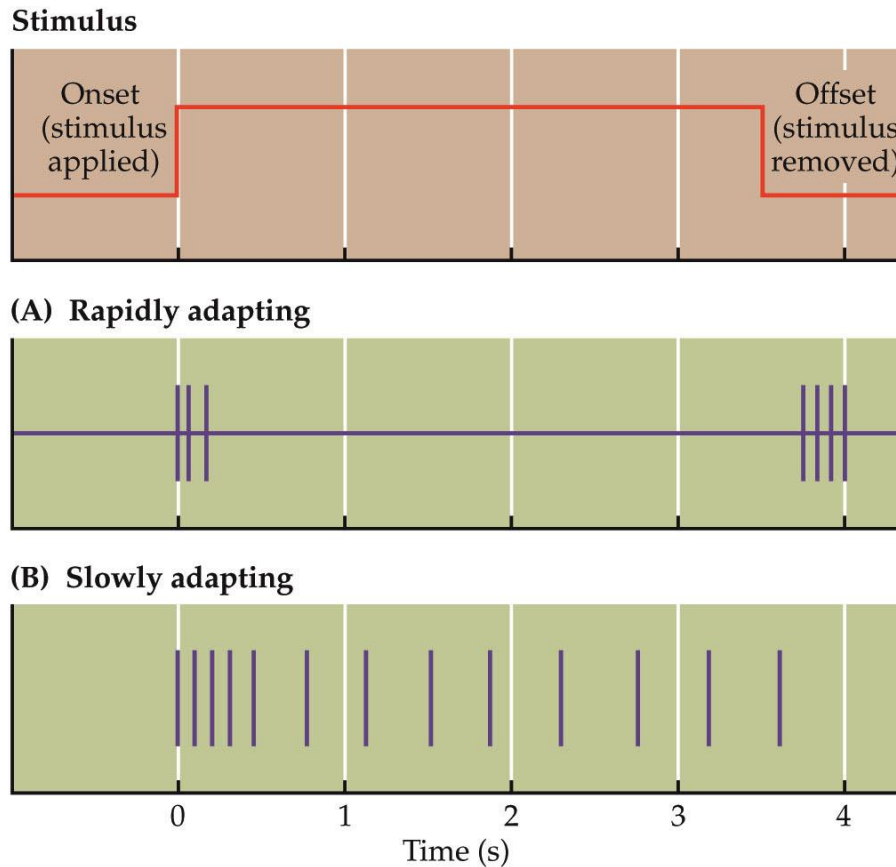 Stimulus
Onset
(stimulus
applied)
Offset
(stimulus
removed)
(A) Rapidly adapting
(B) Slowly adapting
0 1 2 3 4
Time (s)